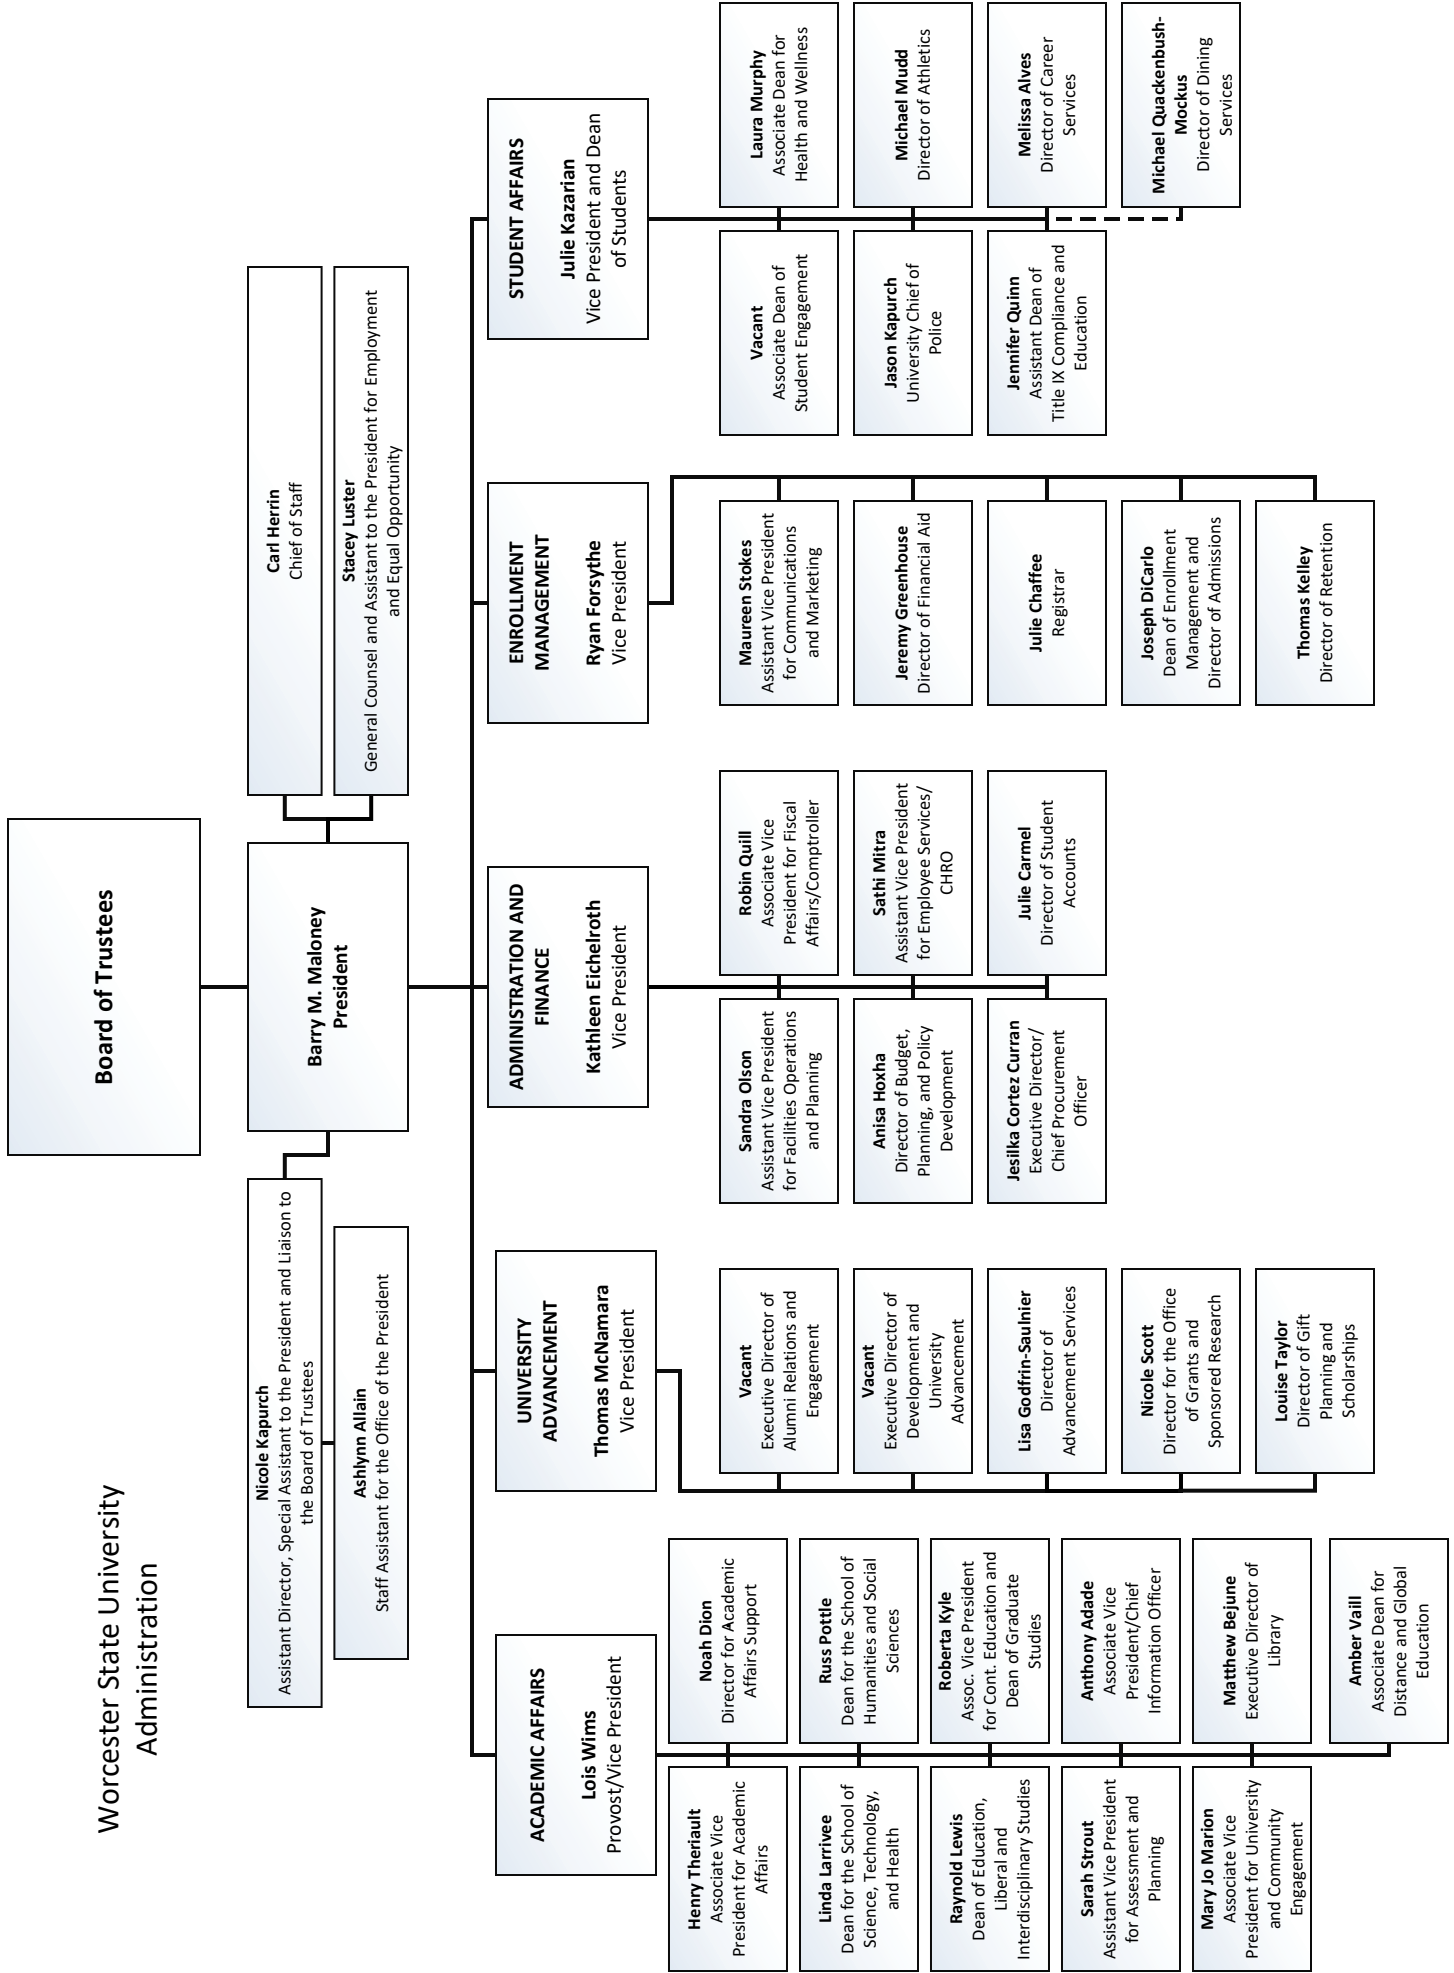 Worcester State University
Administration
Board of Trustees
Barry M. Maloney
President
Nicole Kapurch
Assistant Director, Special Assistant to the President and Liaison to
the Board of Trustees
Ashlynn Allain
Staff Assistant for the Office of the President
Carl Herrin
Chief of Staff
Stacey Luster
General Counsel and Assistant to the President for Employment
and Equal Opportunity
ACADEMIC AFFAIRS
Lois Wims
Provost/Vice President
Henry Theriault
Associate Vice
President for Academic
Affairs
Noah Dion
Director for Academic
Affairs Support
Linda Larrivee
Dean for the School of
Science, Technology,
and Health
Russ Pottle
Dean for the School of
Humanities and Social
Sciences
Raynold Lewis
Dean of Education,
Liberal and
Interdisciplinary Studies
Roberta Kyle
Assoc. Vice President
for Cont. Education and
Dean of Graduate
Studies
Sarah Strout
Assistant Vice President
for Assessment and
Planning
Anthony Adade
Associate Vice
President/Chief
Information Officer
Mary Jo Marion
Associate Vice
President for University
and Community
Engagement
Matthew Bejune
Executive Director of
Library
Amber Vaill
Associate Dean for
Distance and Global
Education
UNIVERSITY
ADVANCEMENT
Thomas McNamara
Vice President
Vacant
Executive Director of
Alumni Relations and
Engagement
Vacant
Executive Director of
Development and
University
Advancement
Lisa Godfrin-Saulnier
Director of
Advancement Services
Nicole Scott
Director for the Office
of Grants and
Sponsored Research
Louise Taylor
Director of Gift
Planning and
Scholarships
ADMINISTRATION AND
FINANCE
Kathleen Eichelroth
Vice President
Sandra Olson
Assistant Vice President
for Facilities Operations
and Planning
Robin Quill
Associate Vice
President for Fiscal
Affairs/Comptroller
Anisa Hoxha
Director of Budget,
Planning, and Policy
Development
Sathi Mitra
Assistant Vice President
for Employee Services/
CHRO
Jesilka Cortez Curran
Executive Director/
Chief Procurement
Officer
Julie Carmel
Director of Student
Accounts
ENROLLMENT
MANAGEMENT
Ryan Forsythe
Vice President
Maureen Stokes
Assistant Vice President
for Communications
and Marketing
Jeremy Greenhouse
Director of Financial Aid
Julie Chaffee
Registrar
Joseph DiCarlo
Dean of Enrollment
Management and
Director of Admissions
Thomas Kelley
Director of Retention
STUDENT AFFAIRS
Julie Kazarian
Vice President and Dean
of Students
Vacant
Associate Dean of
Student Engagement
Laura Murphy
Associate Dean for
Health and Wellness
Jason Kapurch
University Chief of
Police
Michael Mudd
Director of Athletics
Jennifer Quinn
Assistant Dean of
Title IX Compliance and
Education
Melissa Alves
Director of Career
Services
Michael Quackenbush-
Mockus
Director of Dining
Services